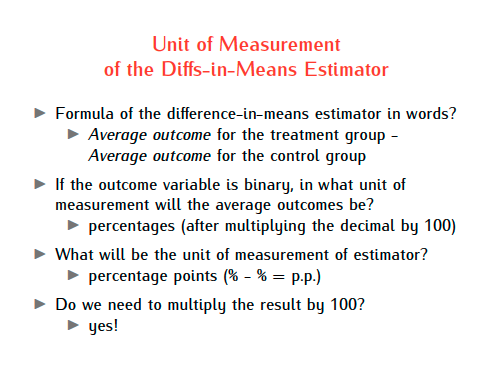 Unit of Measurement
of the Diffs-in-Means Estimator
▶ Formula of the difference-in-means estimator in words?
▶ Average outcome for the treatment group -
Average outcome for the control group
▶ If the outcome variable is binary, in what unit of
measurement will the average outcomes be?
▶ percentages (after multiplying the decimal by 100)
▶ What will be the unit of measurement of estimator?
▶ percentage points (% - % = p.p.)
▶ Do we need to multiply the result by 100?
▶ yes!